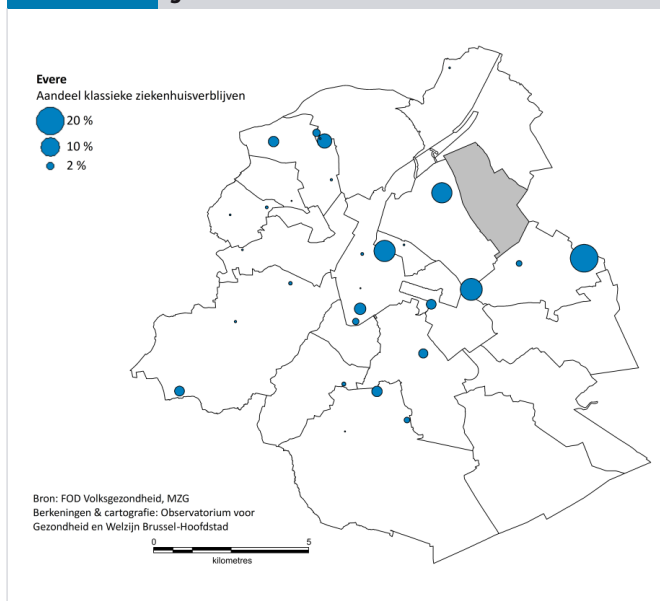 Evere
Aandeel klassieke ziekenhuisverblijven
20 %
10 %
2 %
Bron: FOD Volksgezondheid, MZG
Berkeningen & cartografie: Observatorium voor
Gezondheid en Welzijn Brussel-Hoofdstad
0 5
kilometres